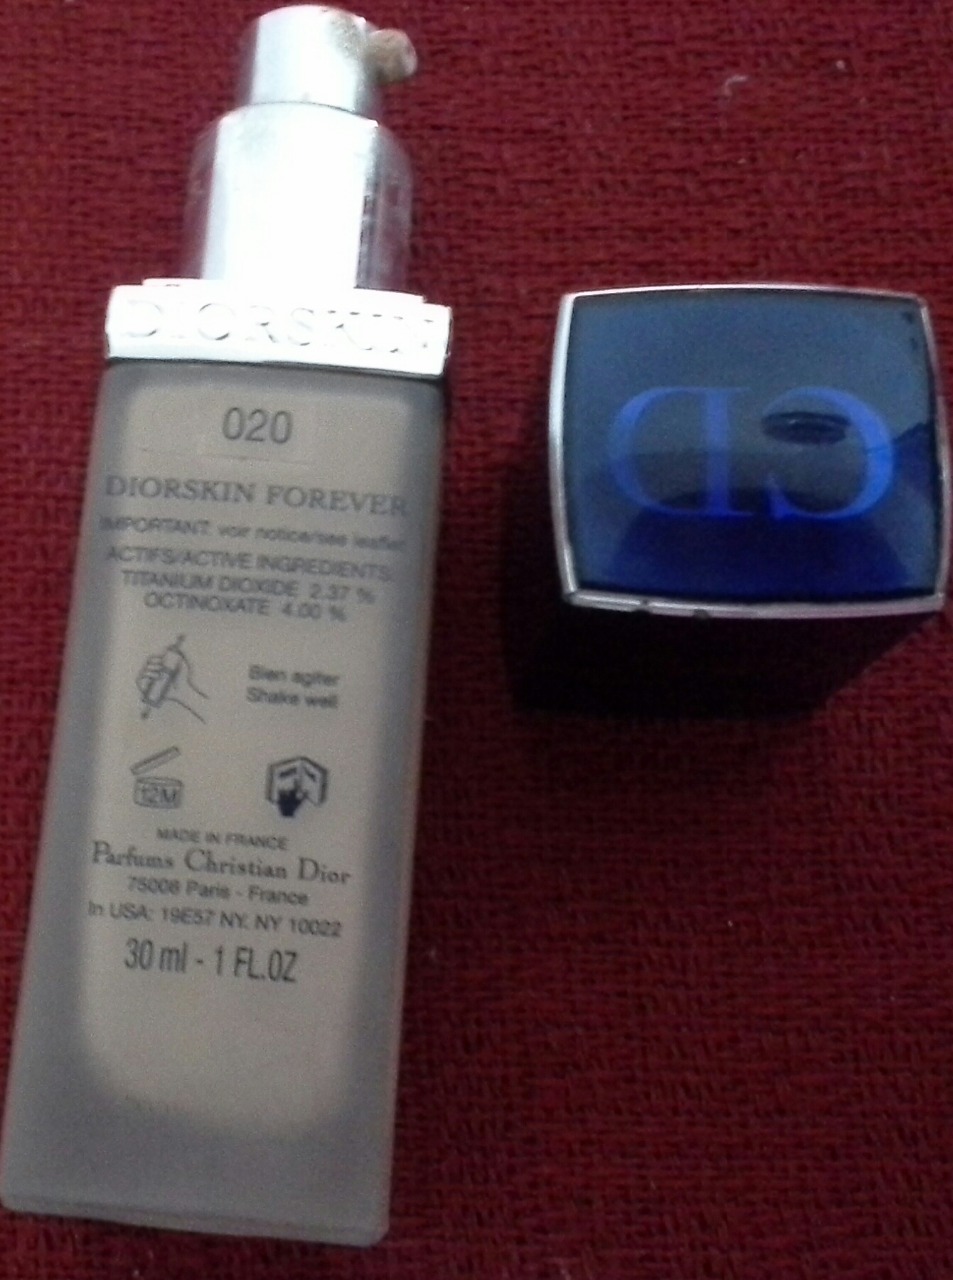 DIORSKIN
020
DIORSKIN FOREVER
IMPORTANT: voir notice/see leaflet
ACTIFS/ACTIVE INGREDIENTS:
TITANIUM DIOXIDE 2.37 %
OCTINOXATE 4.00 %
Bien agiter
Shake well
12M
MADE IN FRANCE
Parfums Christian Dior
75008 Paris - France
In USA: 19E57 NY. NY 10022
30 ml - 1 FL.OZ
CD